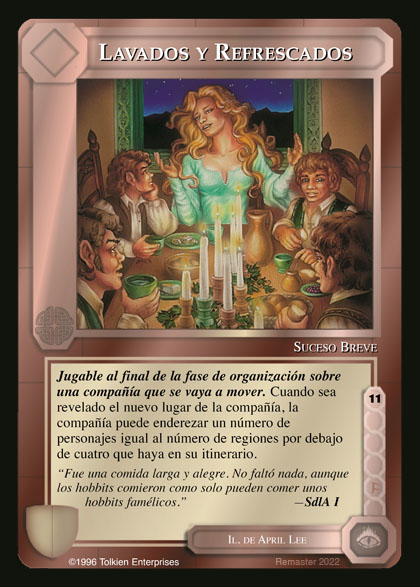 Lavados y Refrescados
Suceso Breve
Jugable al final de la fase de organización sobre
una compañía que se vaya a mover. Cuando sea
revelado el nuevo lugar de la compañía, la
compañía puede enderezar un número de
personajes igual al número de regiones por debajo
de cuatro que haya en su itinerario.
“Fue una comida larga y alegre. No faltó nada, aunque
los hobbits comieron como solo pueden comer unos
hobbits famélicos.” —SdlA I
11
Il. de April Lee
©1996 Tolkien Enterprises
Remaster 2022